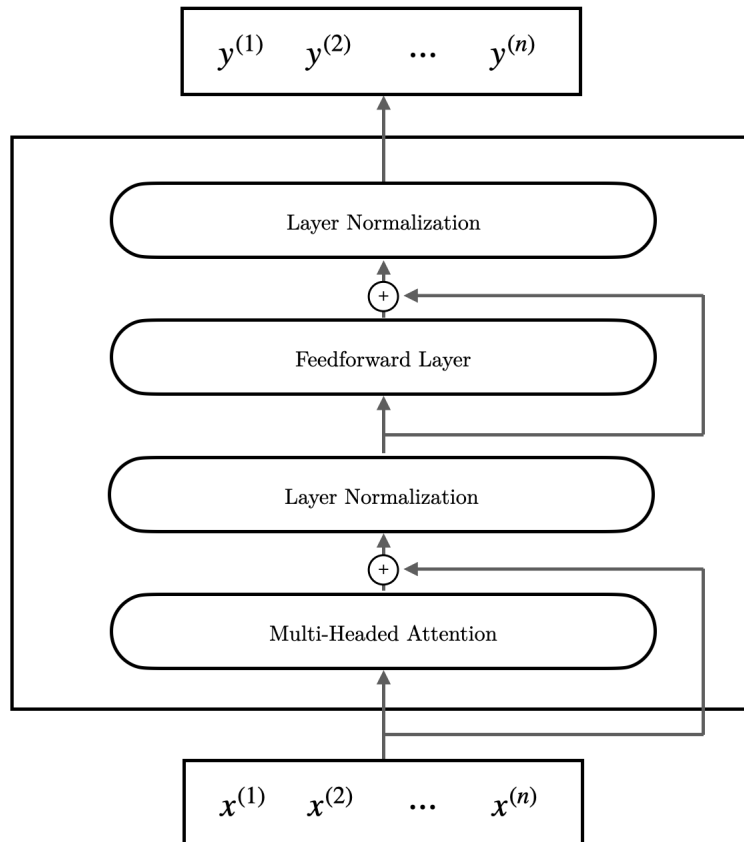 y^{(1)} y^{(2)} ... y^{(n)}
Layer Normalization
+
Feedforward Layer
Layer Normalization
+
Multi-Headed Attention
x^{(1)} x^{(2)} ... x^{(n)}